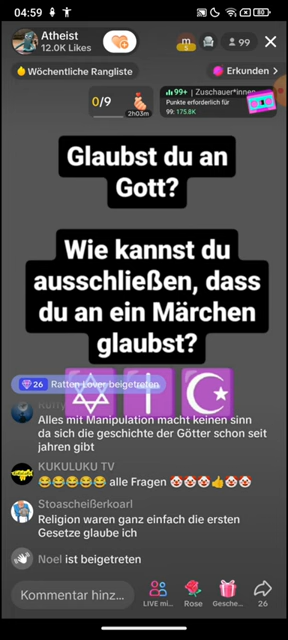 04:59
80
Atheist
12.0K Likes
m
5
99
Wöchentliche Rangliste
Erkunden >
0/9
2h03m
99+ | Zuschauer*innen
Punkte erforderlich für
99: 175.8K
Glaubst du an
Gott?
Wie kannst du
ausschließen, dass
du an ein Märchen
glaubst?
26 Ratten Lover beigetreten
Alles mit Manipulation macht keinen sinn
da sich die geschichte der Götter schon seit
jahren gibt
KUKULUKU TV
😂😂😂😂😂 alle Fragen 🤡🤡🤡👍🤡🤡
Stoascheißerkoarl
Religion waren ganz einfach die ersten
Gesetze glaube ich
Noel ist beigetreten
Kommentar hinz...
LIVE mi...
Rose
Gesche...
26